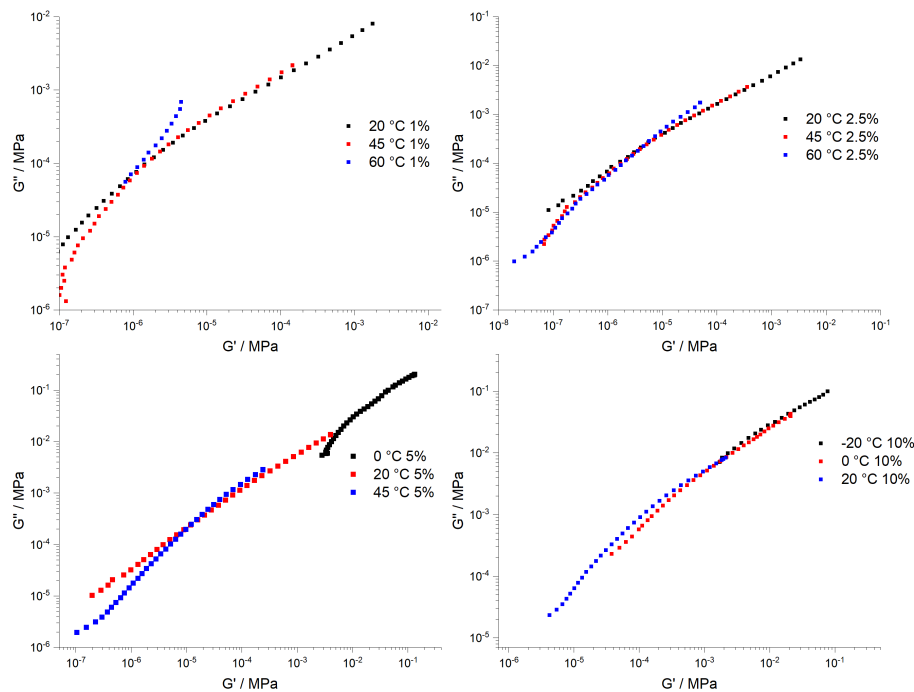 10⁻²
10⁻³
10⁻⁴
10⁻⁵
10⁻⁶
G'' / MPa
10⁻⁷ 10⁻⁶ 10⁻⁵ 10⁻⁴ 10⁻³ 10⁻²
G' / MPa
20 °C 1%
45 °C 1%
60 °C 1%
10⁰
10⁻¹
10⁻²
10⁻³
10⁻⁴
10⁻⁵
10⁻⁶
10⁻⁷
G'' / MPa
10⁻⁸ 10⁻⁷ 10⁻⁶ 10⁻⁵ 10⁻⁴ 10⁻³ 10⁻² 10⁻¹
G' / MPa
20 °C 2.5%
45 °C 2.5%
60 °C 2.5%
10⁻¹
10⁻²
10⁻³
10⁻⁴
10⁻⁵
10⁻⁶
G'' / MPa
10⁻⁷ 10⁻⁶ 10⁻⁵ 10⁻⁴ 10⁻³ 10⁻² 10⁻¹
G' / MPa
0 °C 5%
20 °C 5%
45 °C 5%
10⁰
10⁻¹
10⁻²
10⁻³
10⁻⁴
10⁻⁵
G'' / MPa
10⁻⁶ 10⁻⁵ 10⁻⁴ 10⁻³ 10⁻² 10⁻¹ 10⁰
G' / MPa
-20 °C 10%
0 °C 10%
20 °C 10%